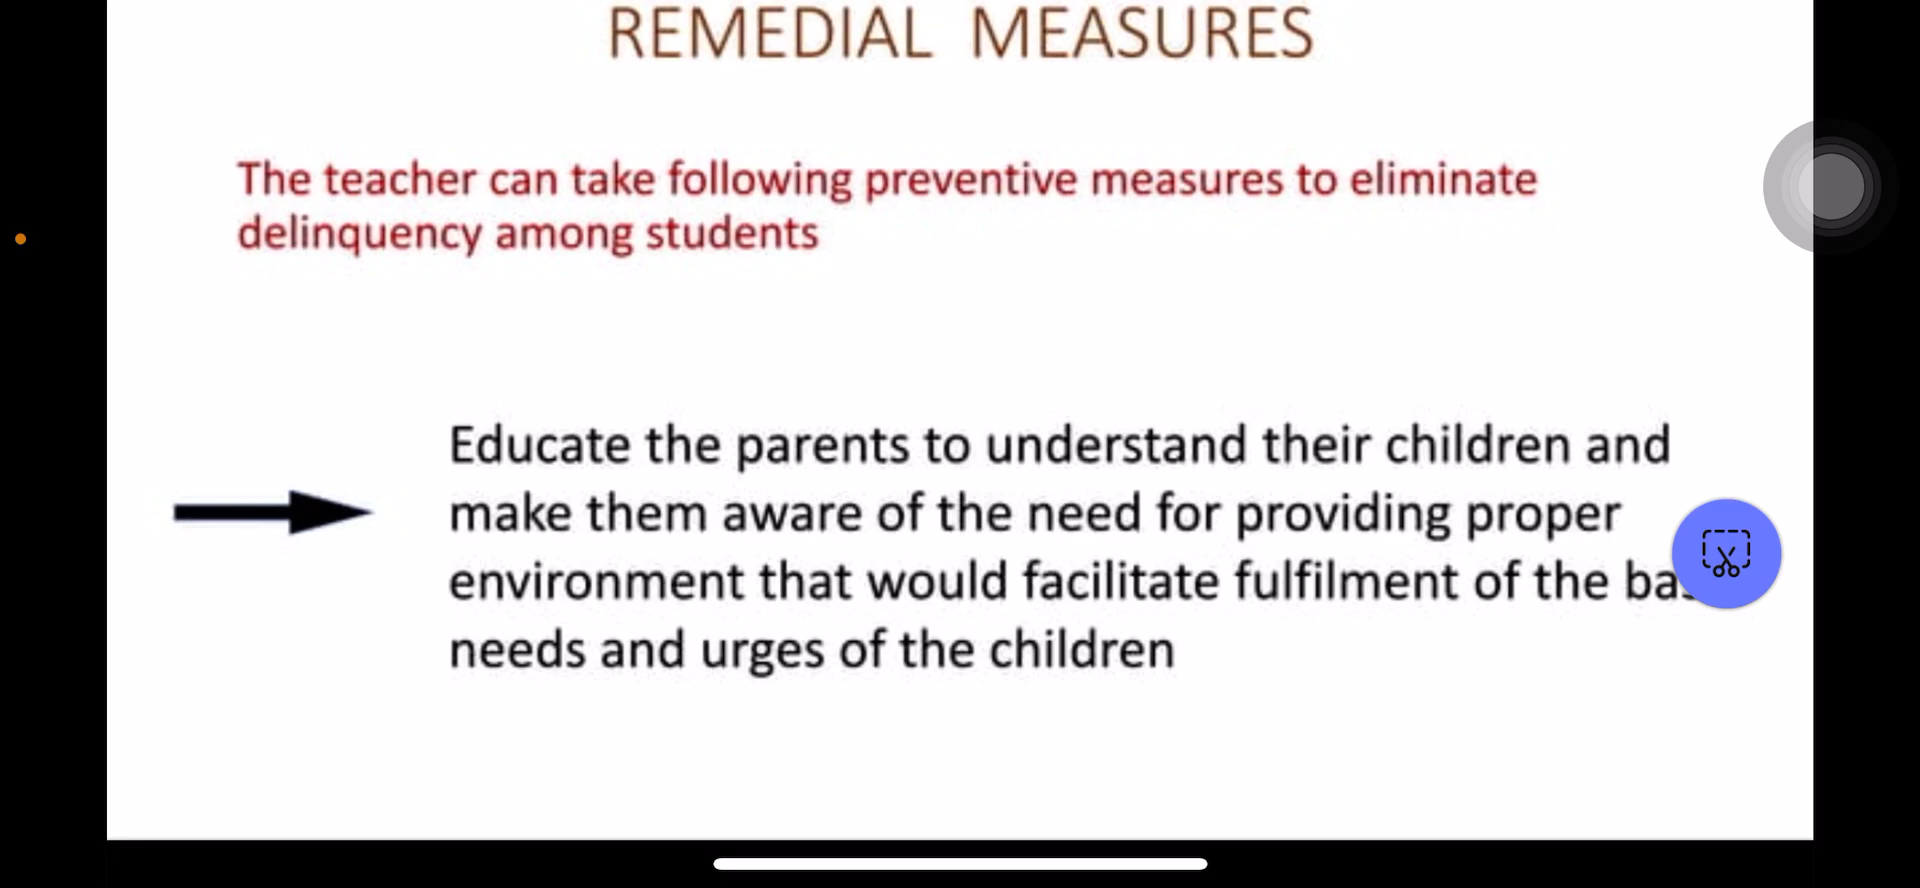 REMEDIAL MEASURES
The teacher can take following preventive measures to eliminate
delinquency among students
Educate the parents to understand their children and
make them aware of the need for providing proper
environment that would facilitate fulfilment of the
needs and urges of the children